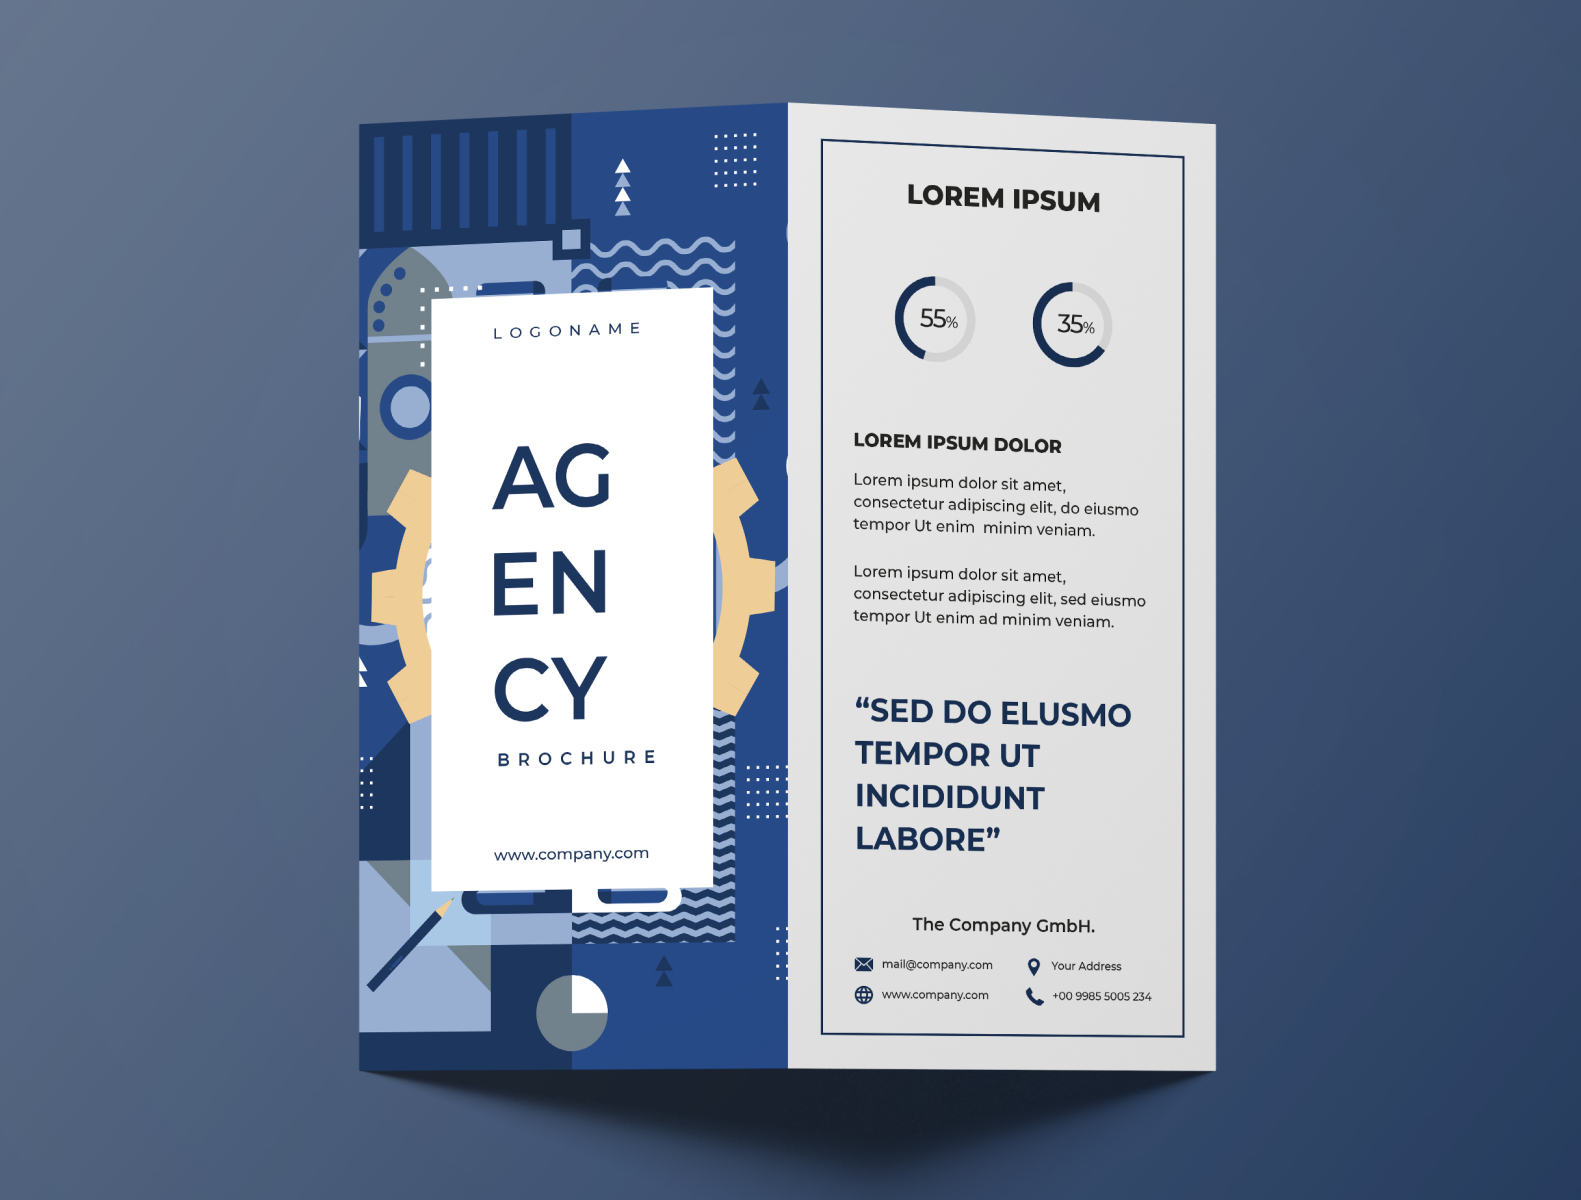 LOGONAME
AG
EN
CY
BROCHURE
www.company.com
LOREM IPSUM
55%
35%
LOREM IPSUM DOLOR
Lorem ipsum dolor sit amet,
consectetur adipiscing elit, do eiusmo
tempor Ut enim  minim veniam.
Lorem ipsum dolor sit amet,
consectetur adipiscing elit, sed eiusmo
tempor Ut enim ad minim veniam.
“SED DO ELUSMO
TEMPOR UT
INCIDIDUNT
LABORE”
The Company GmbH.
mail@company.com
Your Address
www.company.com
+00 9985 5005 234